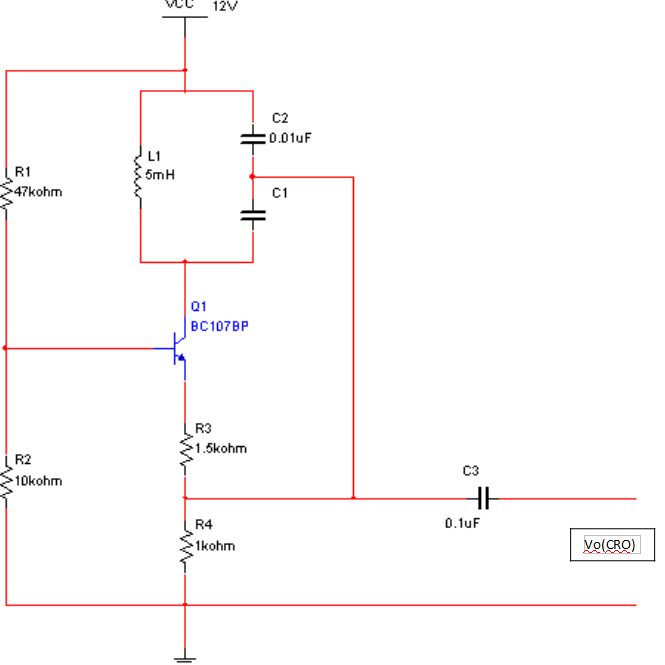 VCC 12V
C2
0.01uF
L1
5mH
R1
47kohm
C1
Q1
BC107BP
R3
1.5kohm
R2
10kohm
C3
0.1uF
R4
1kohm
Vo(CRO)